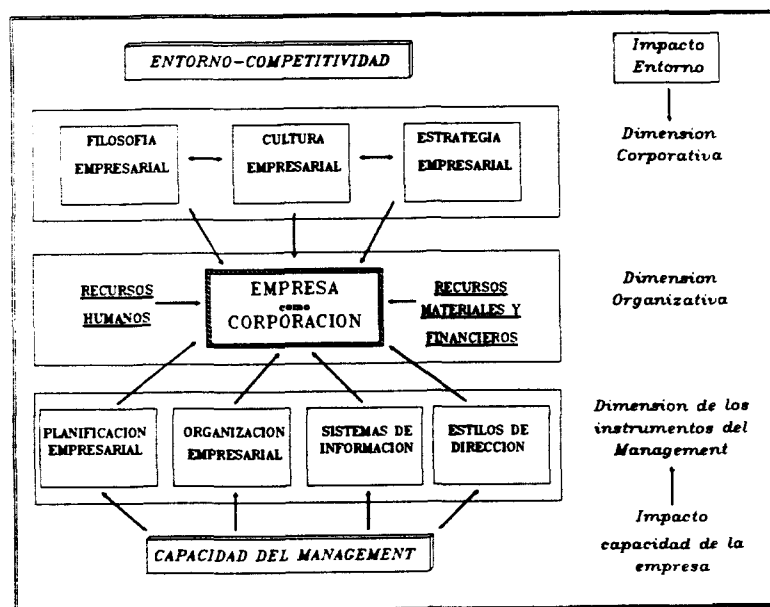 ENTORNO-COMPETITIVIDAD
Impacto
Entorno
FILOSOFIA
EMPRESARIAL
CULTURA
EMPRESARIAL
ESTRATEGIA
EMPRESARIAL
Dimension
Corporativa
RECURSOS
HUMANOS
EMPRESA
como
CORPORACION
RECURSOS
MATERIALES Y
FINANCIEROS
Dimension
Organizativa
PLANIFICACION
EMPRESARIAL
ORGANIZACION
EMPRESARIAL
SISTEMAS DE
INFORMACION
ESTILOS DE
DIRECCION
Dimension de los
instrumentos del
Management
CAPACIDAD DEL MANAGEMENT
Impacto
capacidad de la
empresa